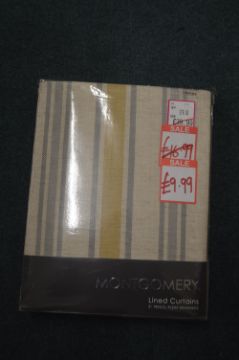 SALE
£16.99
SALE
£9.99
MONTGOMERY
Lined Curtains